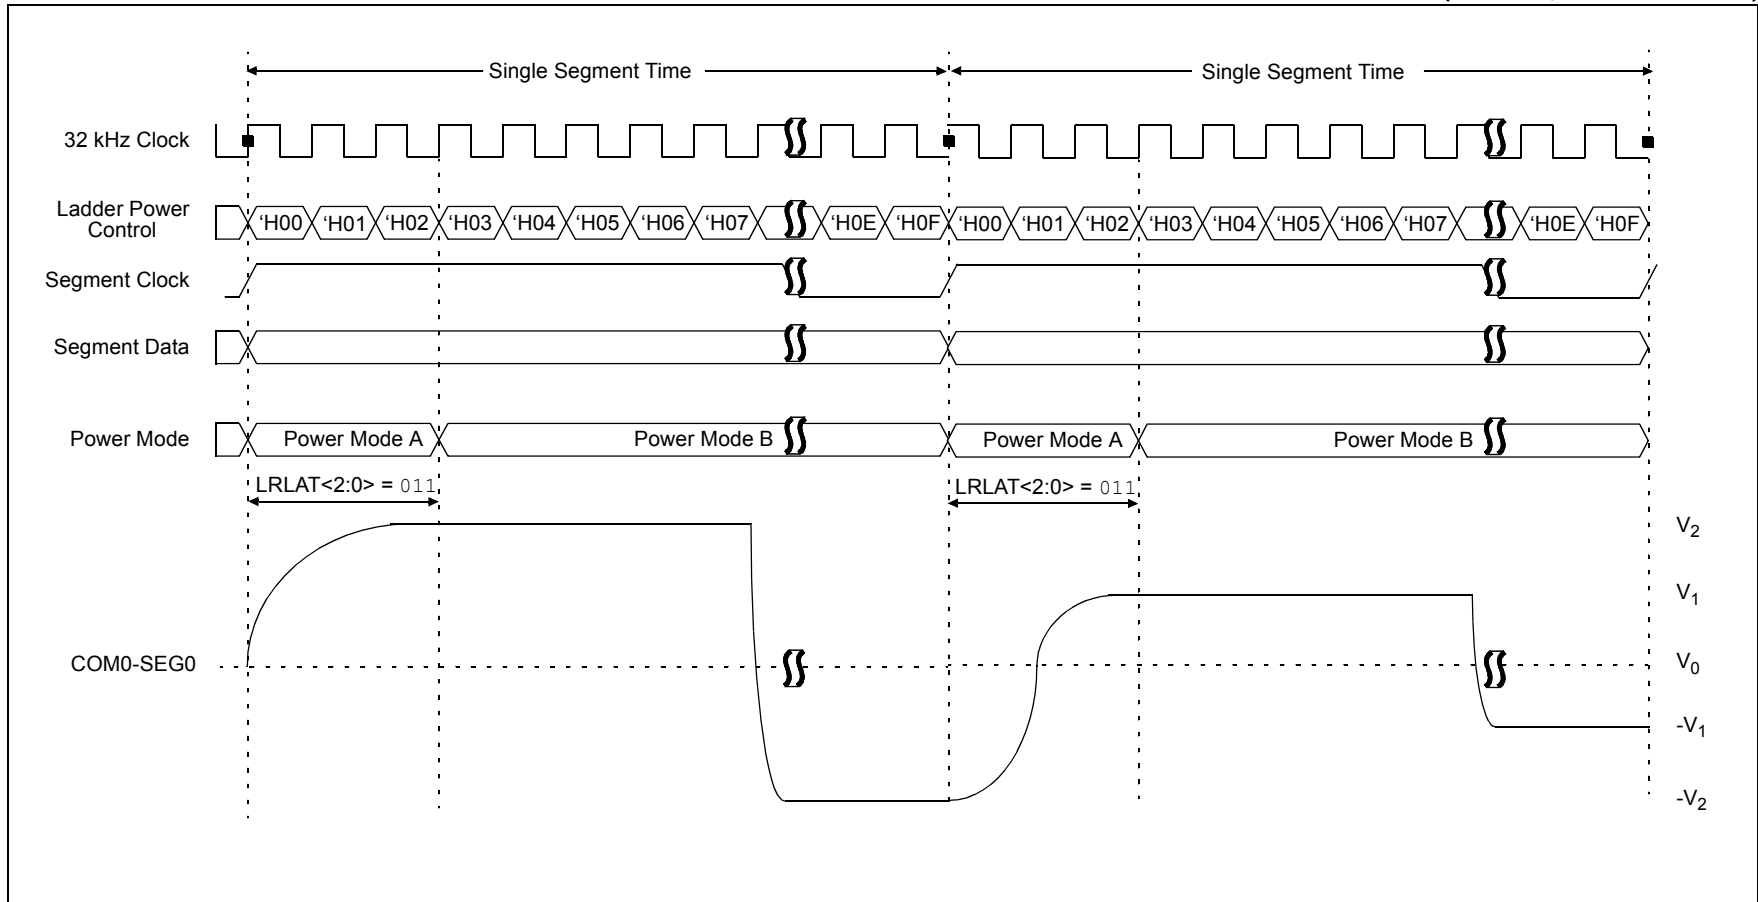 Single Segment Time Single Segment Time
32 kHz Clock
Ladder Power
Control
‘H00 ‘H01 ‘H02 ‘H03 ‘H04 ‘H05 ‘H06 ‘H07 ‘H0E ‘H0F ‘H00 ‘H01 ‘H02 ‘H03 ‘H04 ‘H05 ‘H06 ‘H07 ‘H0E ‘H0F
Segment Clock
Segment Data
Power Mode Power Mode A Power Mode B Power Mode A Power Mode B
LRLAT<2:0> = 011 LRLAT<2:0> = 011
V2
V1
COM0-SEG0 V0
-V1
-V2